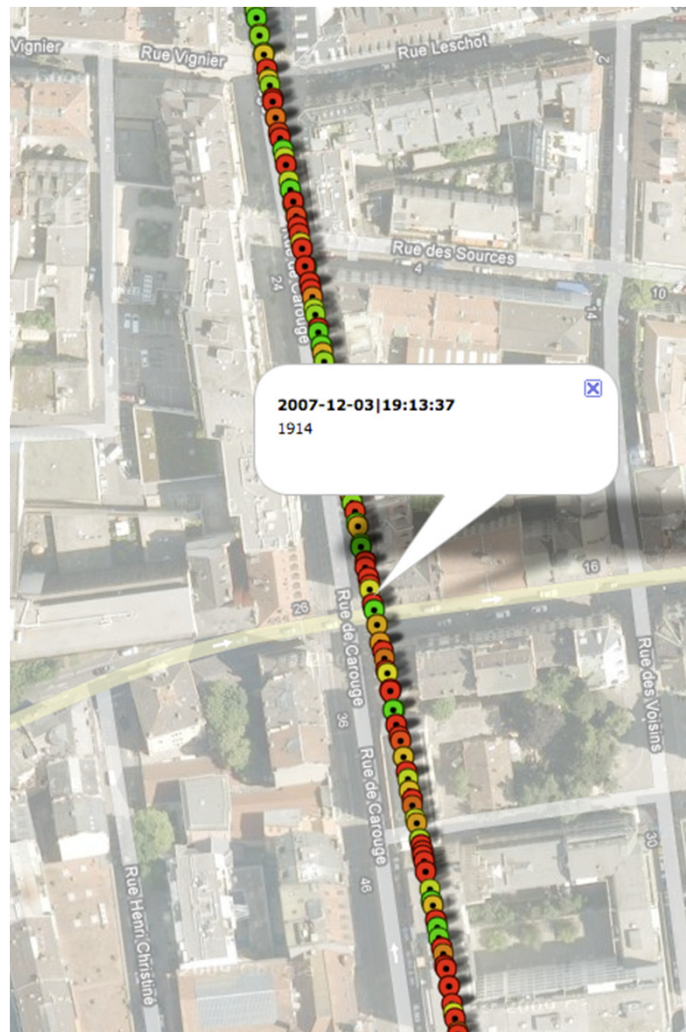 Vignier
Rue Vignier
Rue Leschot
2
Rue des Sources
4
24
Rue de Carouge
10
14
2007-12-03|19:13:37
1914
16
26
Rue de Carouge
Rue des Voisins
36
Rue de Carouge
30
46
Rue Henri Christiné